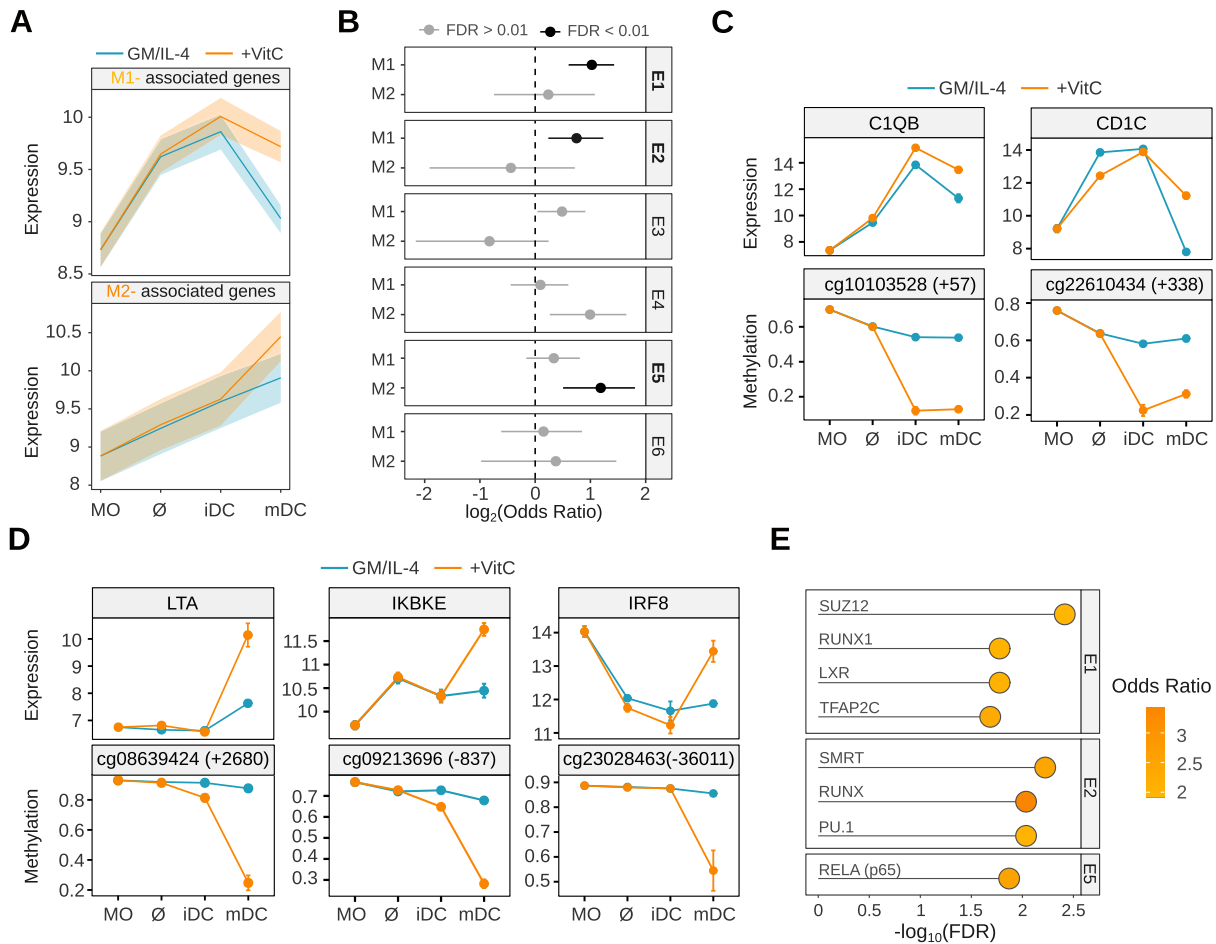 A
GM/IL-4 +VitC
M1- associated genes
Expression
10
9.5
9
8.5
M2- associated genes
Expression
10.5
10
9.5
9
8
MO Ø iDC mDC
B
FDR > 0.01 FDR < 0.01
M1
M2
E1
M1
M2
E2
M1
M2
E3
M1
M2
E4
M1
M2
E5
M1
M2
E6
-2 -1 0 1 2
log2(Odds Ratio)
C
GM/IL-4 +VitC
C1QB
Expression
14
12
10
8
CD1C
14
12
10
8
cg10103528 (+57)
Methylation
0.6
0.4
0.2
MO Ø iDC mDC
cg22610434 (+338)
0.8
0.6
0.4
0.2
MO Ø iDC mDC
D
GM/IL-4 +VitC
LTA
Expression
10
9
8
7
IKBKE
11.5
11
10.5
10
IRF8
14
13
12
11
cg08639424 (+2680)
Methylation
0.8
0.6
0.4
0.2
MO Ø iDC mDC
cg09213696 (-837)
0.7
0.6
0.5
0.4
0.3
MO Ø iDC mDC
cg23028463(-36011)
0.9
0.8
0.7
0.6
0.5
MO Ø iDC mDC
E
SUZ12
RUNX1
LXR
TFAP2C
E1
SMRT
RUNX
PU.1
E2
RELA (p65)
E5
0 0.5 1 1.5 2 2.5
-log10(FDR)
Odds Ratio
3
2.5
2